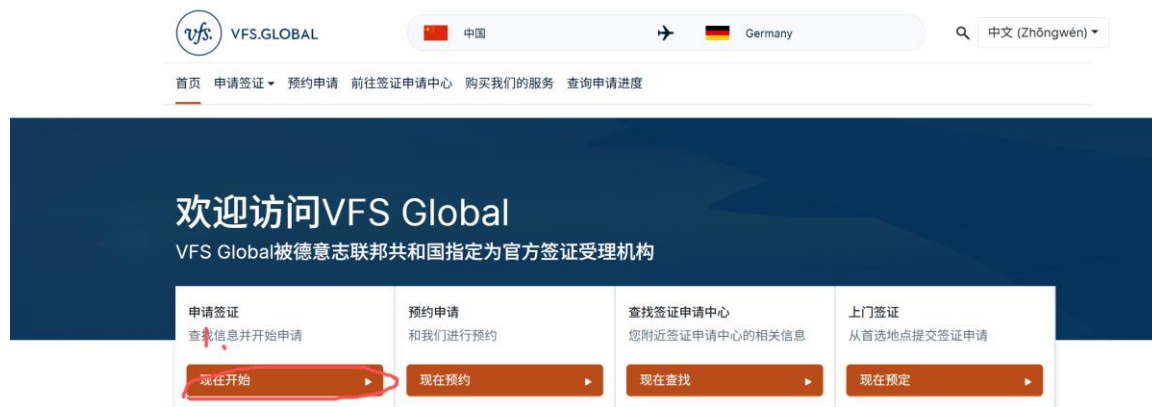 vfs. VFS.GLOBAL 中国 Germany 中文 (Zhōngwén)
首页 申请签证 预约申请 前往签证申请中心 购买我们的服务 查询申请进度
欢迎访问VFS Global
VFS Global被德意志联邦共和国指定为官方签证受理机构
申请签证 预约申请 查找签证申请中心 上门签证
查找信息并开始申请 和我们进行预约 您附近签证申请中心的相关信息 从首选地点提交签证申请
1.
现在开始 现在预约 现在查找 现在预定